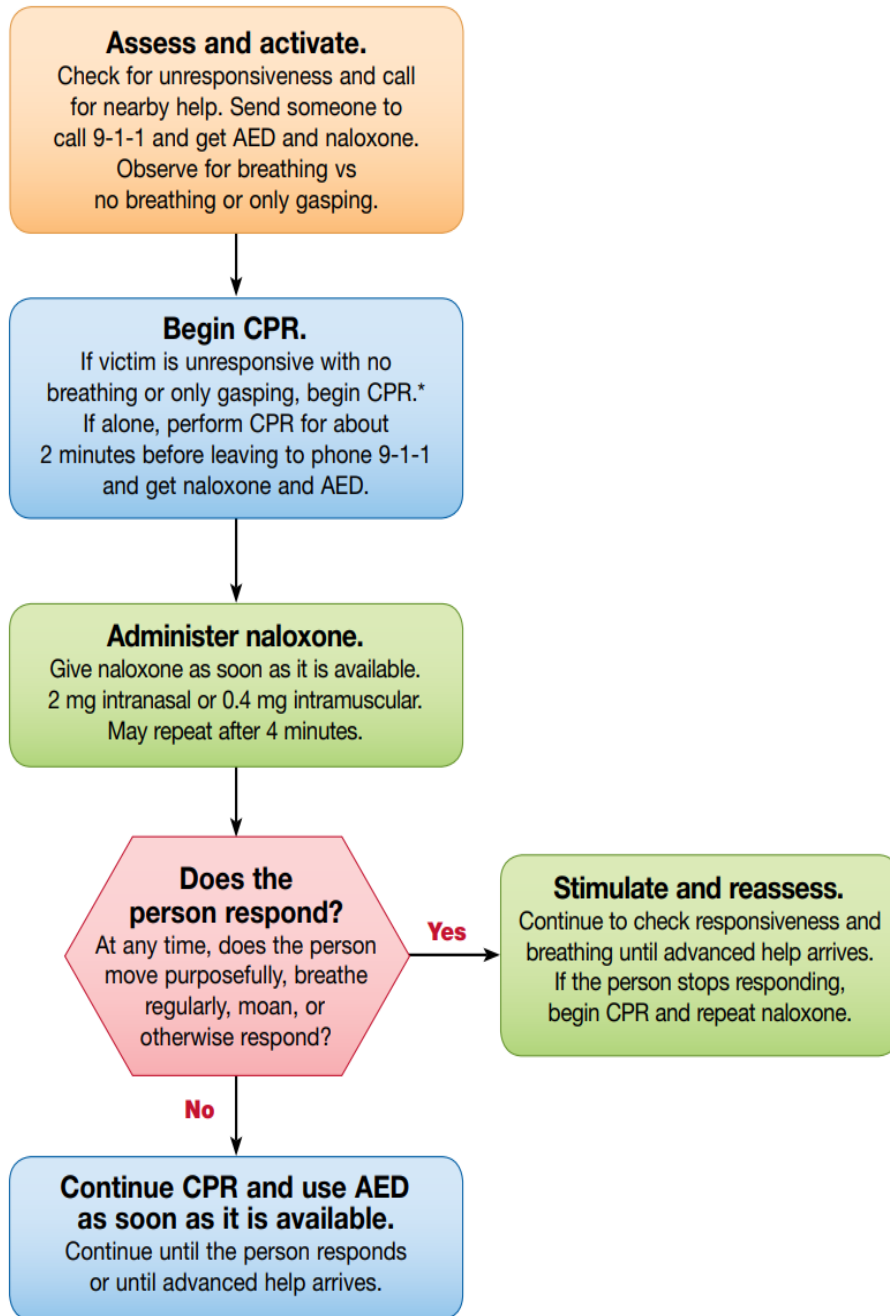 Assess and activate.
Check for unresponsiveness and call
for nearby help. Send someone to
call 9-1-1 and get AED and naloxone.
Observe for breathing vs
no breathing or only gasping.
Begin CPR.
If victim is unresponsive with no
breathing or only gasping, begin CPR.*
If alone, perform CPR for about
2 minutes before leaving to phone 9-1-1
and get naloxone and AED.
Administer naloxone.
Give naloxone as soon as it is available.
2 mg intranasal or 0.4 mg intramuscular.
May repeat after 4 minutes.
Does the
person respond?
At any time, does the person
move purposefully, breathe
regularly, moan, or
otherwise respond?
Yes
Stimulate and reassess.
Continue to check responsiveness and
breathing until advanced help arrives.
If the person stops responding,
begin CPR and repeat naloxone.
No
Continue CPR and use AED
as soon as it is available.
Continue until the person responds
or until advanced help arrives.